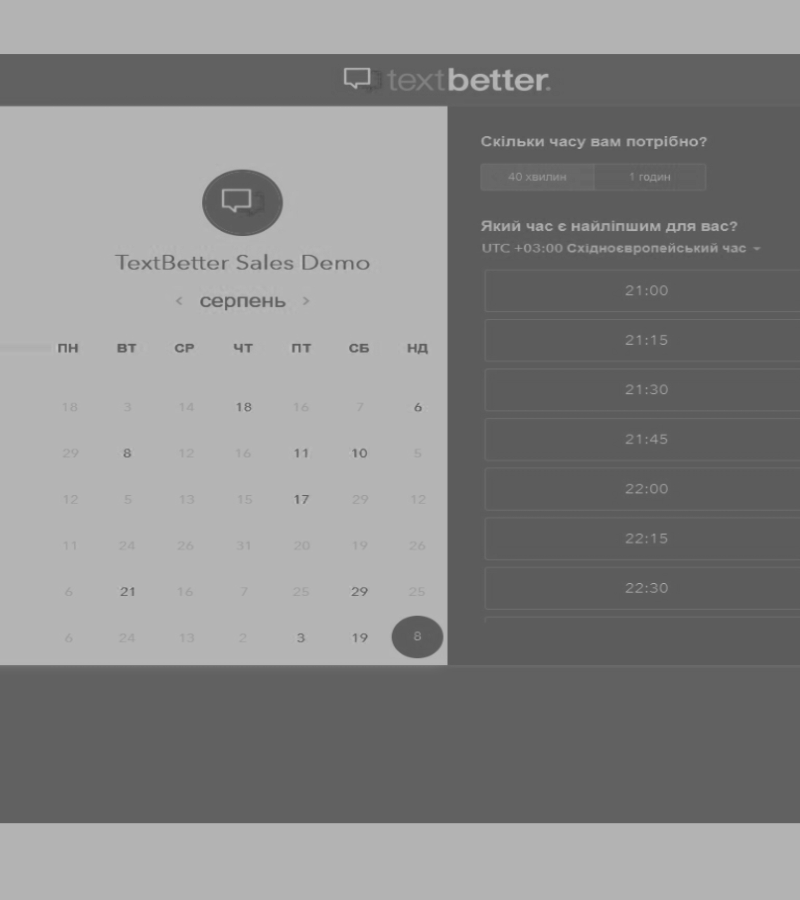 textbetter.
TextBetter Sales Demo
< серпень >
ПН ВТ СР ЧТ ПТ СБ НД
18 3 14 18 16 7 6
29 8 12 16 11 10 5
12 5 13 15 17 29 12
11 24 26 31 20 19 26
6 21 16 7 25 29 25
6 24 13 2 3 19 8
Скільки часу вам потрібно?
40 хвилин 1 годин
Який час є найліпшим для вас?
UTC +03:00 Східноєвропейський час
21:00
21:15
21:30
21:45
22:00
22:15
22:30